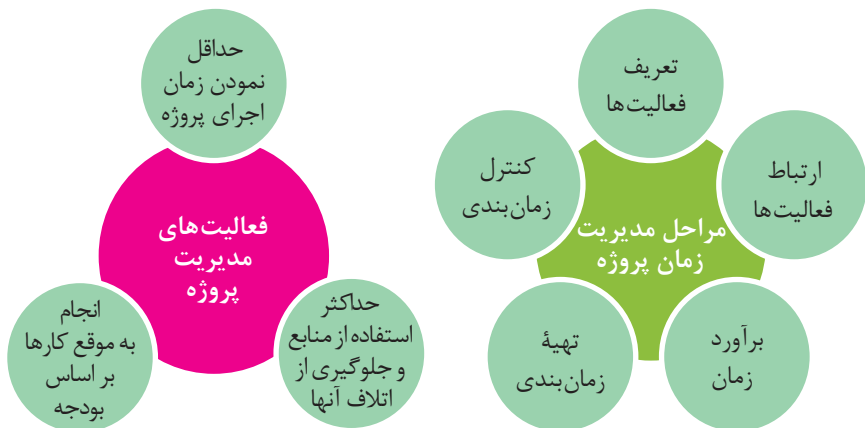 تعریف
فعالیت‌ها
ارتباط
فعالیت‌ها
برآورد
زمان
تهیۀ
زمان‌بندی
کنترل
زمان‌بندی
مراحل مدیریت
زمان پروژه
حداقل
نمودن زمان
اجرای پروژه
حداکثر
استفاده از منابع
و جلوگیری از
اتلاف آنها
انجام
به موقع کارها
بر اساس
بودجه
فعالیت‌های
مدیریت
پروژه